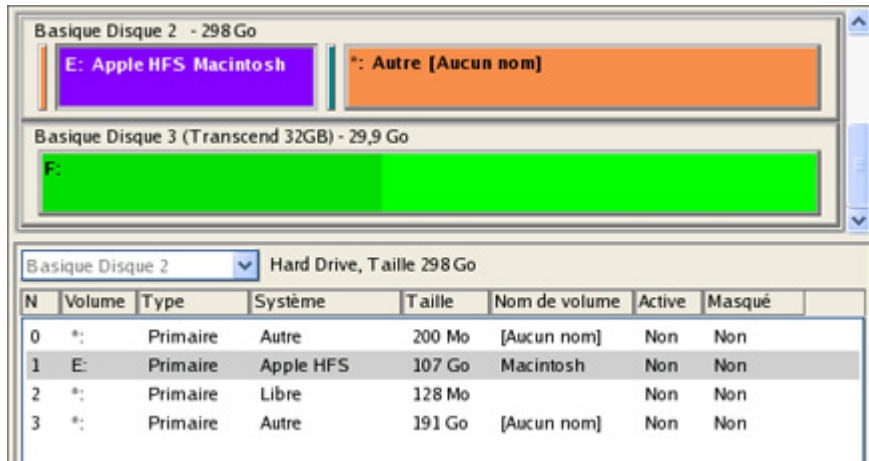 Basique Disque 2 - 298 Go
E: Apple HFS Macintosh
*: Autre [Aucun nom]
Basique Disque 3 (Transcend 32GB) - 29,9 Go
F:
Basique Disque 2 Hard Drive, Taille 298 Go
N Volume Type Système Taille Nom de volume Active Masqué
0 *: Primaire Autre 200 Mo [Aucun nom] Non Non
1 E: Primaire Apple HFS 107 Go Macintosh Non Non
2 *: Primaire Libre 128 Mo Non Non
3 *: Primaire Autre 191 Go [Aucun nom] Non Non